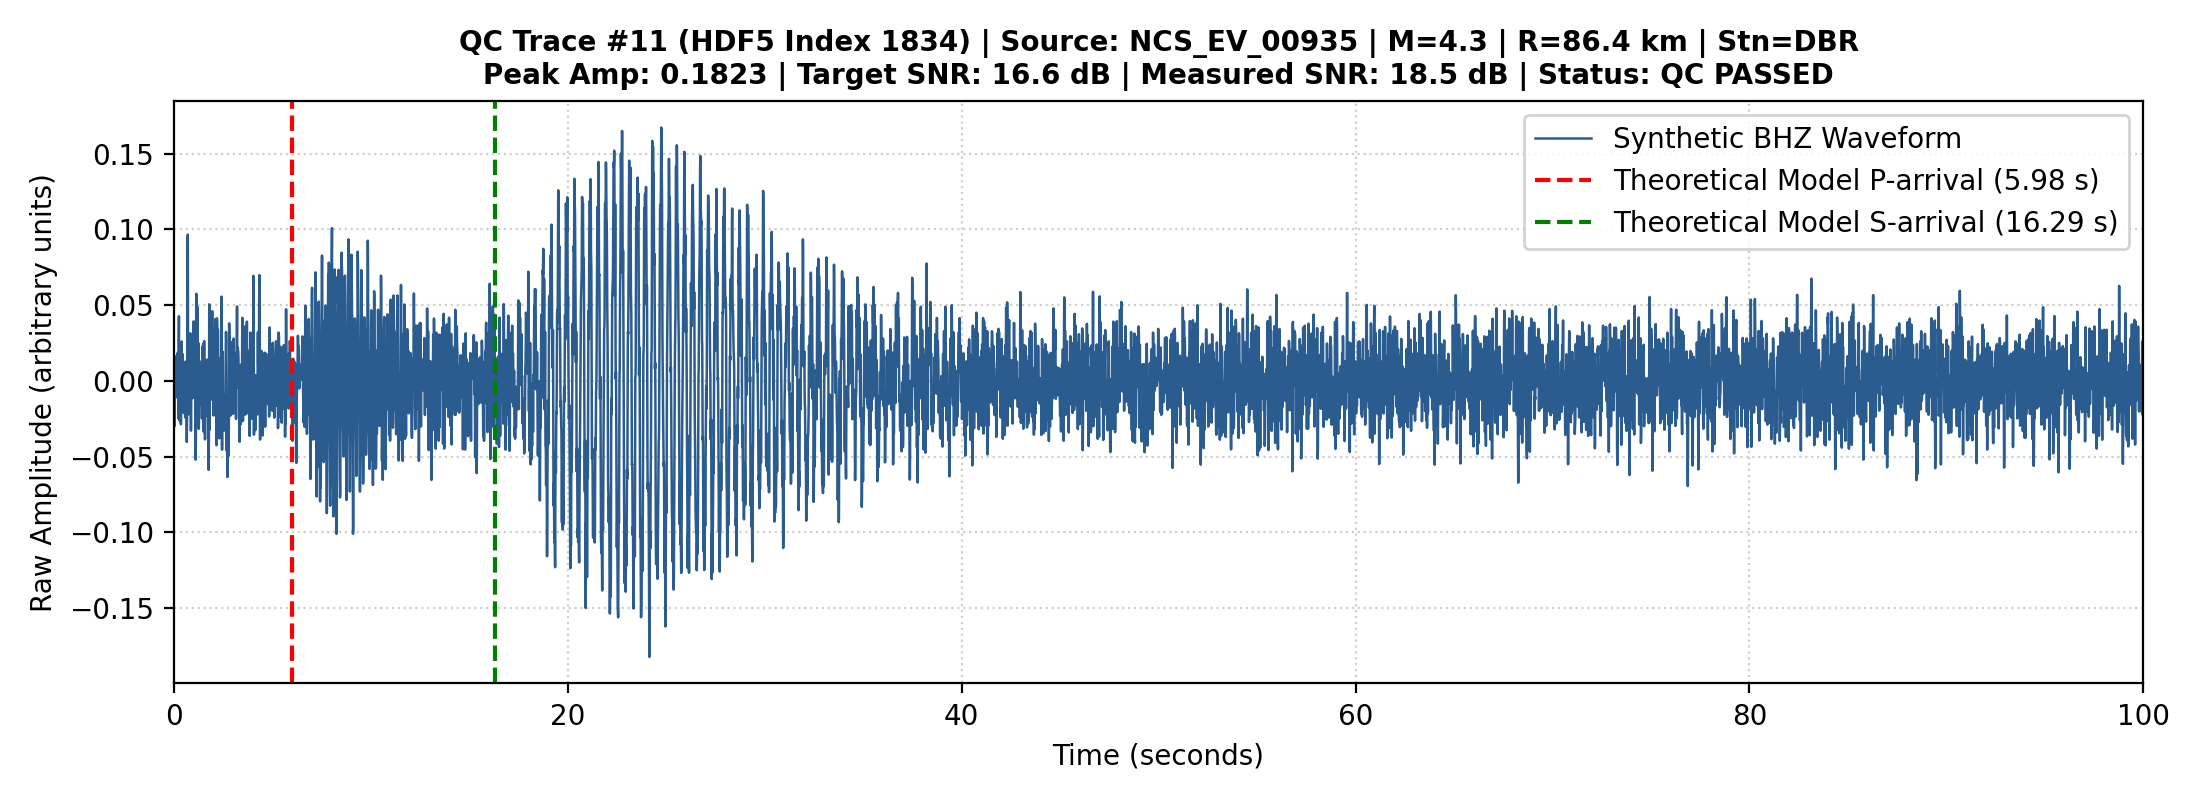 QC Trace #11 (HDF5 Index 1834) | Source: NCS_EV_00935 | M=4.3 | R=86.4 km | Stn=DBR
Peak Amp: 0.1823 | Target SNR: 16.6 dB | Measured SNR: 18.5 dB | Status: QC PASSED
Synthetic BHZ Waveform
Theoretical Model P-arrival (5.98 s)
Theoretical Model S-arrival (16.29 s)
Raw Amplitude (arbitrary units)
0.15
0.10
0.05
0.00
−0.05
−0.10
−0.15
0 20 40 60 80 100
Time (seconds)